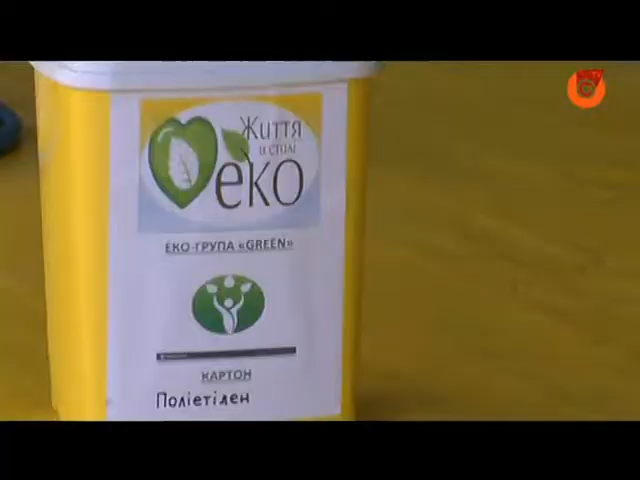 Життя
в стилі
еко
ЕКО-ГРУПА «GREEN»
КАРТОН
Поліетілен